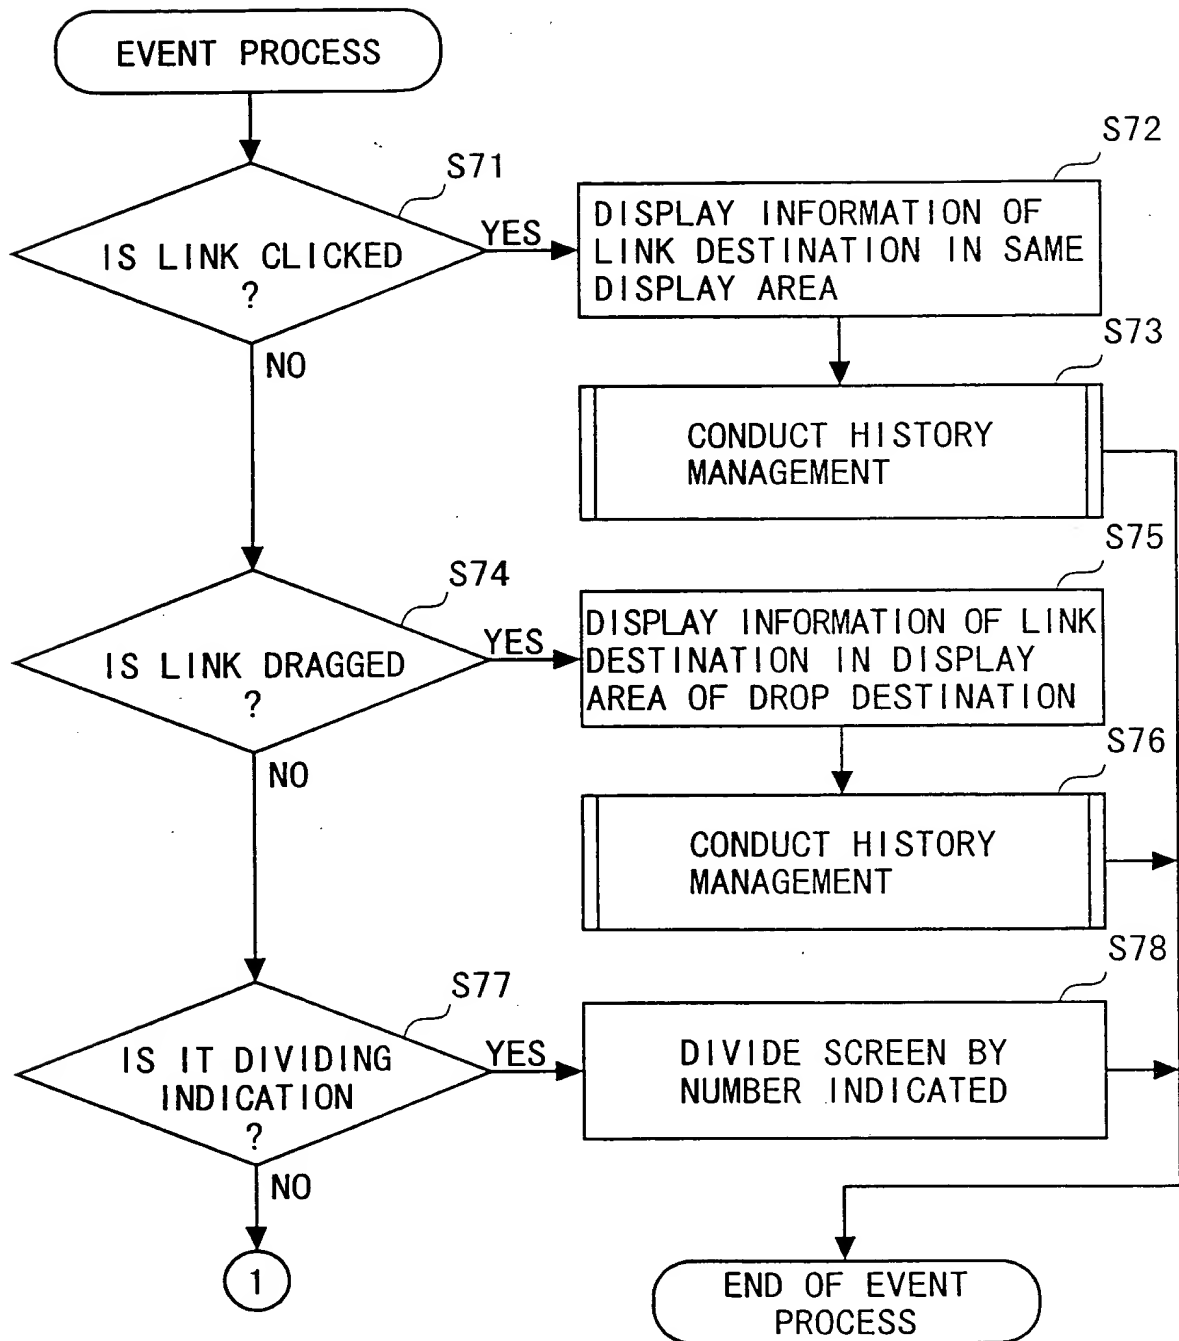 EVENT PROCESS
S71
IS LINK CLICKED
?
YES
NO
S72
DISPLAY INFORMATION OF
LINK DESTINATION IN SAME
DISPLAY AREA
S73
CONDUCT HISTORY
MANAGEMENT
S74
IS LINK DRAGGED
?
YES
NO
S75
DISPLAY INFORMATION OF LINK
DESTINATION IN DISPLAY
AREA OF DROP DESTINATION
S76
CONDUCT HISTORY
MANAGEMENT
S77
IS IT DIVIDING
INDICATION
?
YES
NO
S78
DIVIDE SCREEN BY
NUMBER INDICATED
1
END OF EVENT
PROCESS